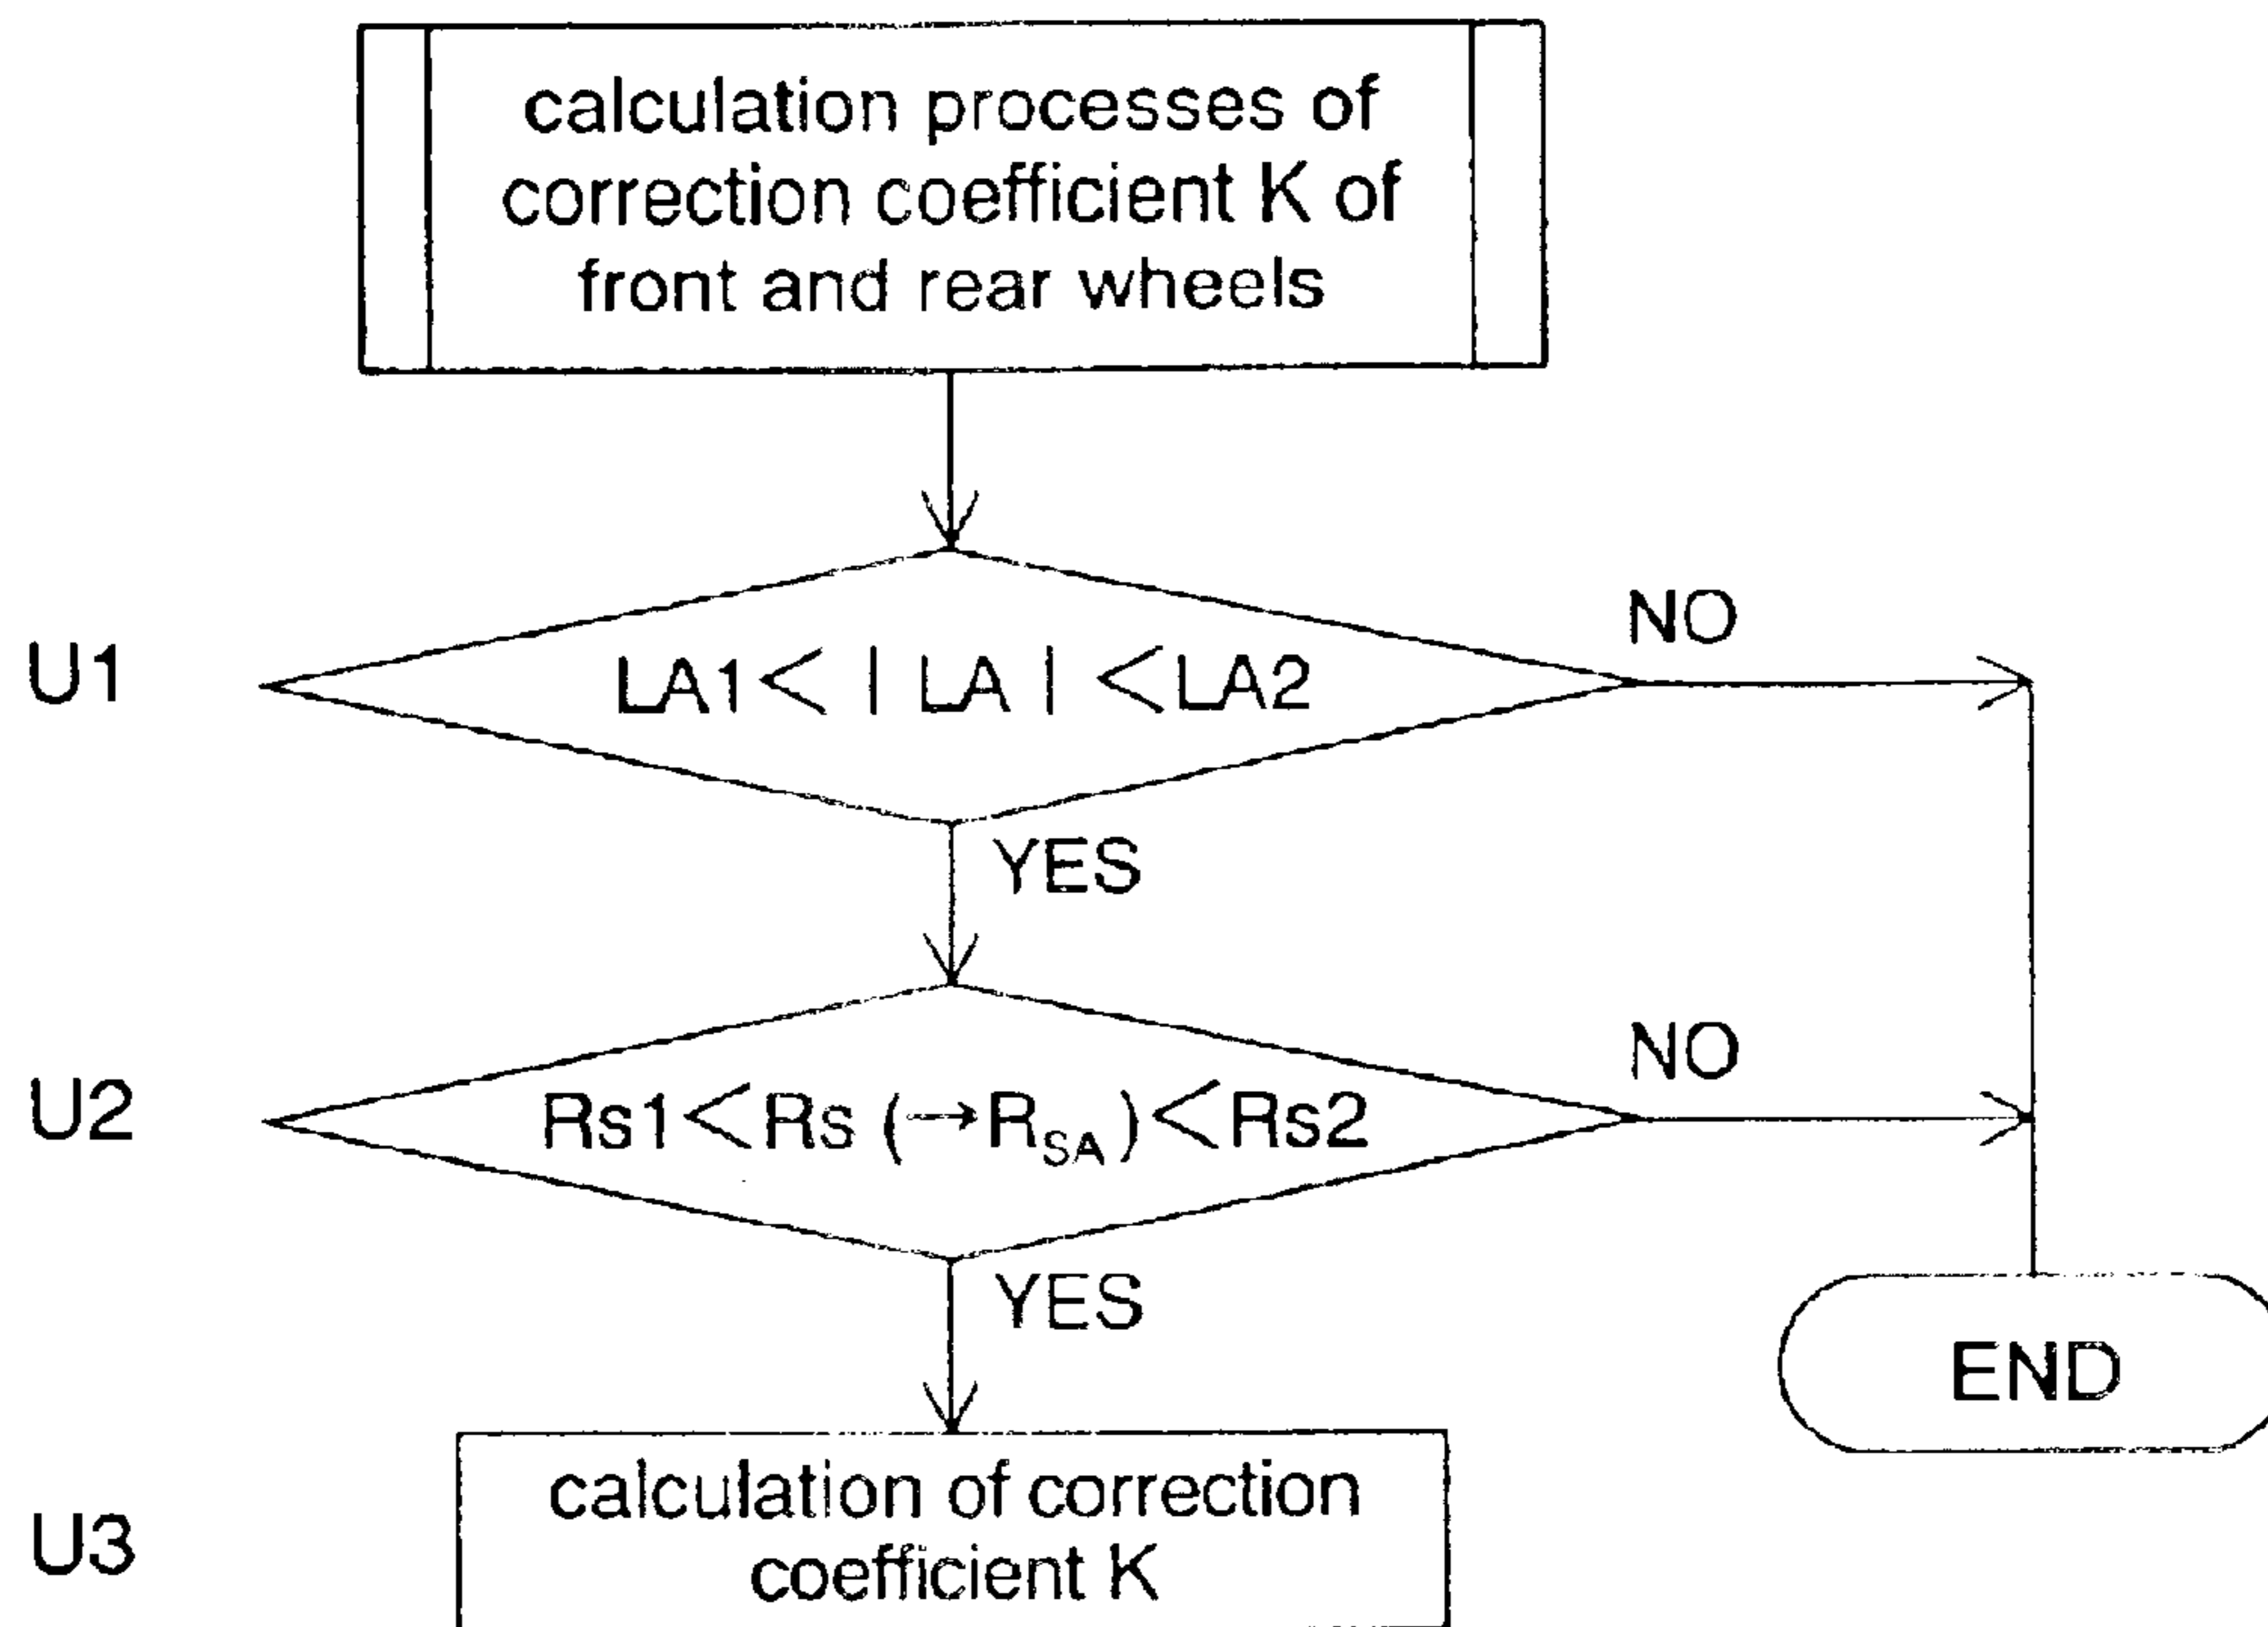 calculation processes of
correction coefficient K of
front and rear wheels
U1
LA1< | LA | <LA2
NO
YES
U2
Rs1<Rs (→R_SA)<Rs2
NO
YES
END
U3
calculation of correction
coefficient K